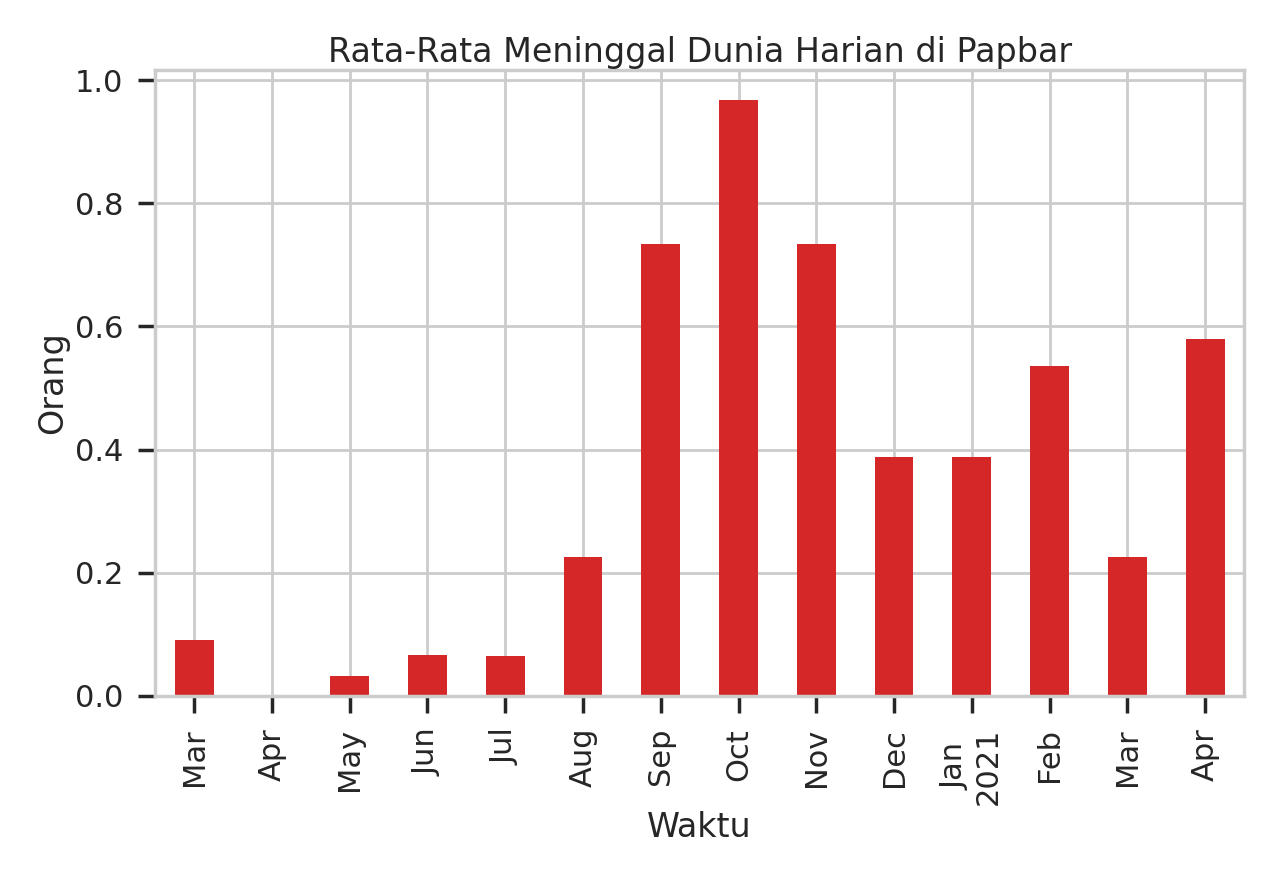 Rata-Rata Meninggal Dunia Harian di Papbar
1.0
0.8
0.6
0.4
0.2
0.0
Orang
Mar
Apr
May
Jun
Jul
Aug
Sep
Oct
Nov
Dec
Jan
2021
Feb
Mar
Apr
Waktu